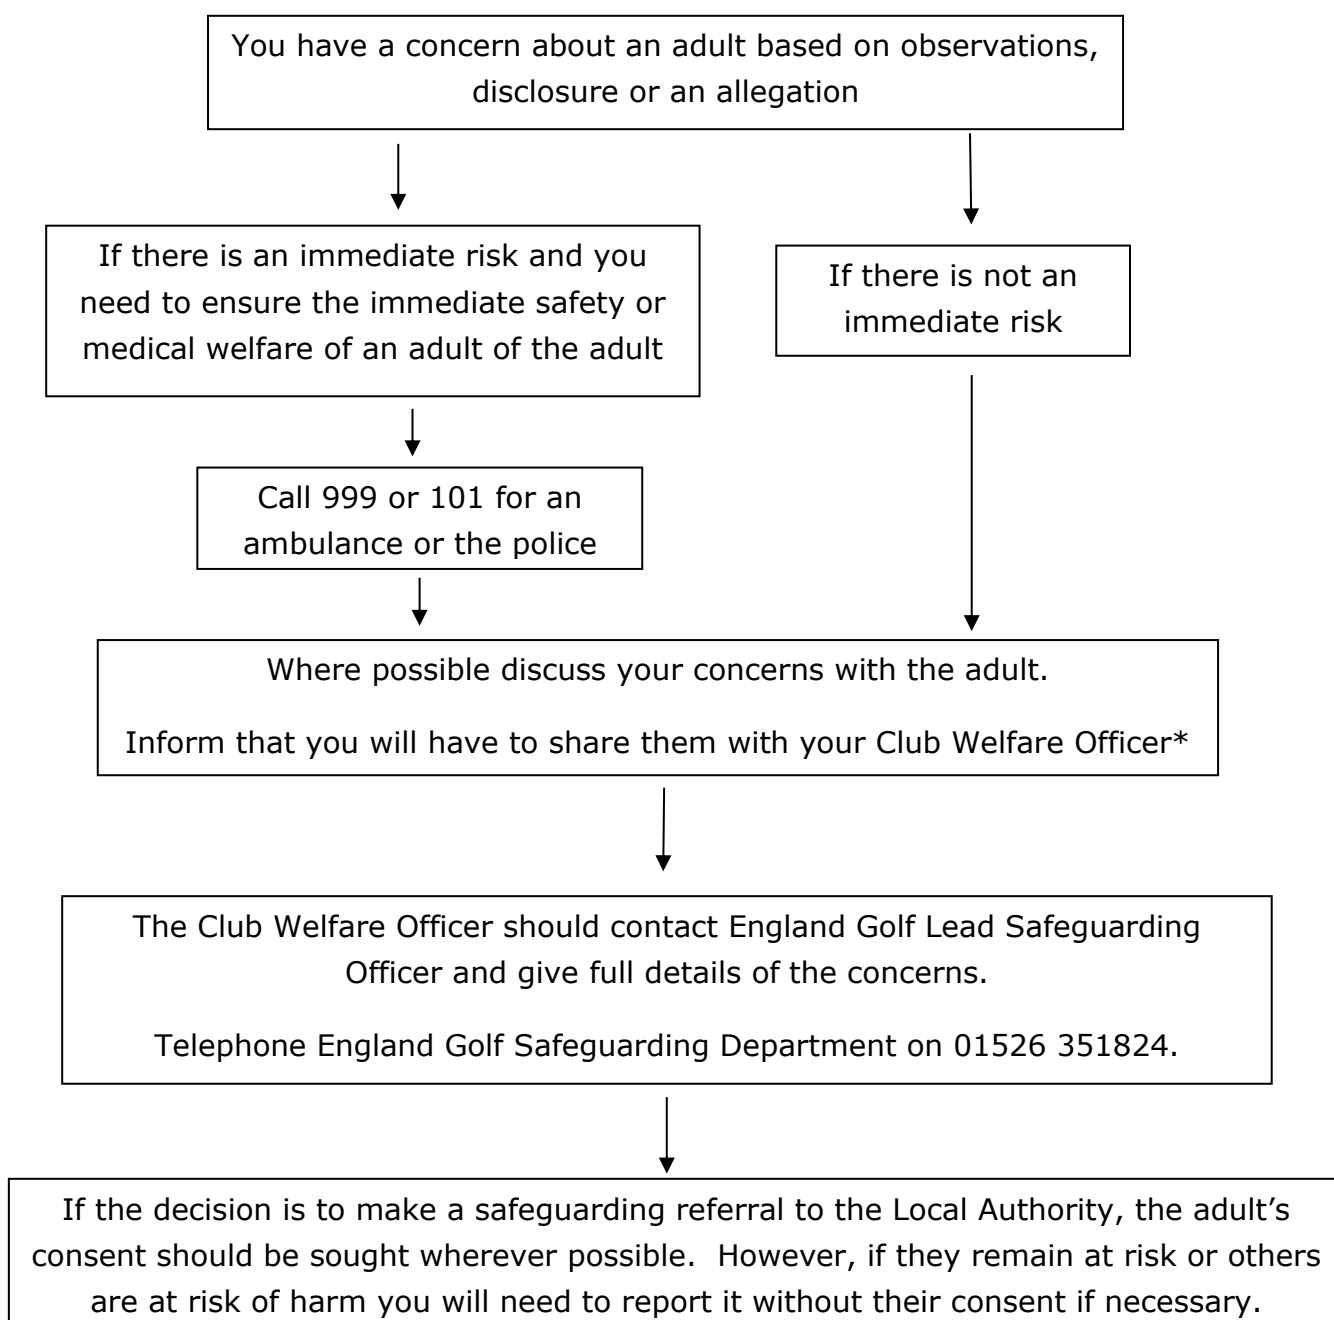 You have a concern about an adult based on observations,
disclosure or an allegation
If there is an immediate risk and you
need to ensure the immediate safety or
medical welfare of an adult of the adult
If there is not an
immediate risk
Call 999 or 101 for an
ambulance or the police
Where possible discuss your concerns with the adult.
Inform that you will have to share them with your Club Welfare Officer*
The Club Welfare Officer should contact England Golf Lead Safeguarding
Officer and give full details of the concerns.
Telephone England Golf Safeguarding Department on 01526 351824.
If the decision is to make a safeguarding referral to the Local Authority, the adult’s
consent should be sought wherever possible.  However, if they remain at risk or others
are at risk of harm you will need to report it without their consent if necessary.